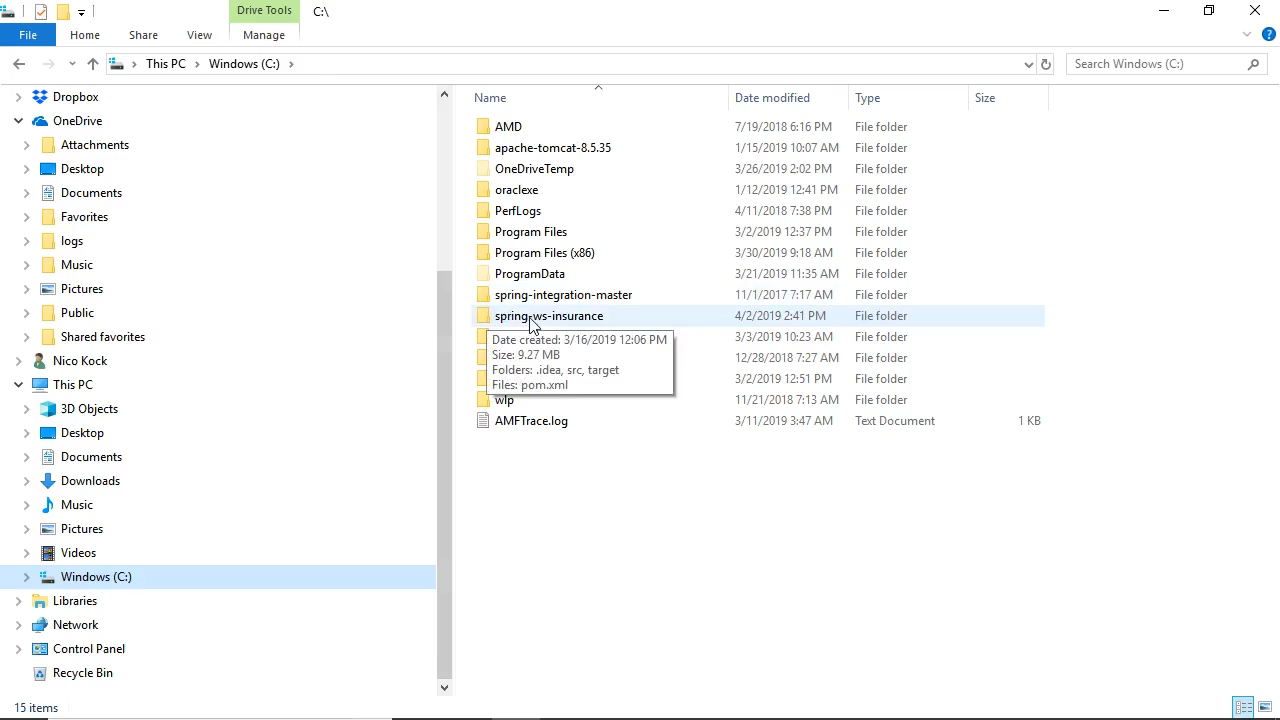 Drive Tools
C:\
File
Home
Share
View
Manage
This PC
Windows (C:)
Search Windows (C:)
Dropbox
OneDrive
Attachments
Desktop
Documents
Favorites
logs
Music
Pictures
Public
Shared favorites
Nico Kock
This PC
3D Objects
Desktop
Documents
Downloads
Music
Pictures
Videos
Windows (C:)
Libraries
Network
Control Panel
Recycle Bin
Name Date modified Type Size
AMD 7/19/2018 6:16 PM File folder
apache-tomcat-8.5.35 1/15/2019 10:07 AM File folder
OneDriveTemp 3/26/2019 2:02 PM File folder
oraclexe 1/12/2019 12:41 PM File folder
PerfLogs 4/11/2018 7:38 PM File folder
Program Files 3/2/2019 12:37 PM File folder
Program Files (x86) 3/30/2019 9:18 AM File folder
ProgramData 3/21/2019 11:35 AM File folder
spring-integration-master 11/1/2017 7:17 AM File folder
spring-ws-insurance 4/2/2019 2:41 PM File folder
3/3/2019 10:23 AM File folder
12/28/2018 7:27 AM File folder
3/2/2019 12:51 PM File folder
wlp 11/21/2018 7:13 AM File folder
AMFTrace.log 3/11/2019 3:47 AM Text Document 1 KB
Date created: 3/16/2019 12:06 PM
Size: 9.27 MB
Folders: .idea, src, target
Files: pom.xml
15 items